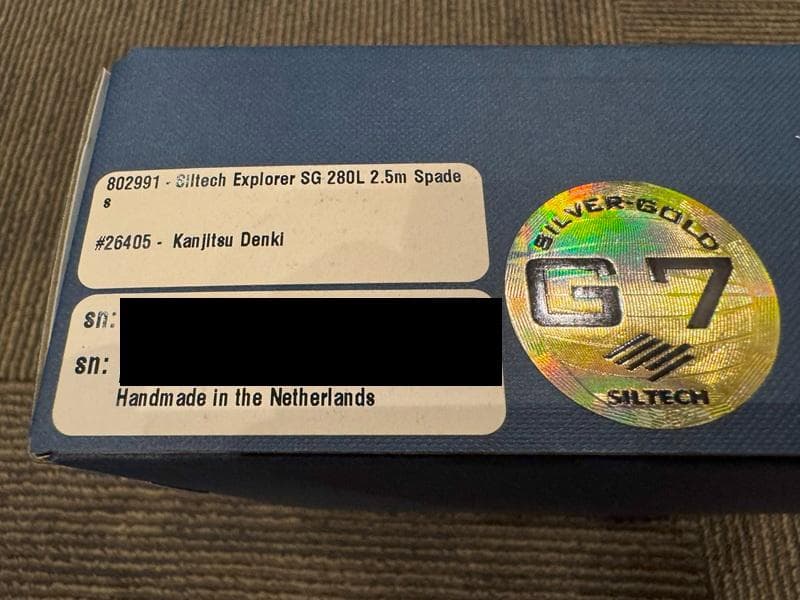 802991 - Siltech Explorer SG 280L 2.5m Spade
s
#26405 - Kanjitsu Denki
sn:
sn:
Handmade in the Netherlands
SILVER-GOLD
G7
SILTECH